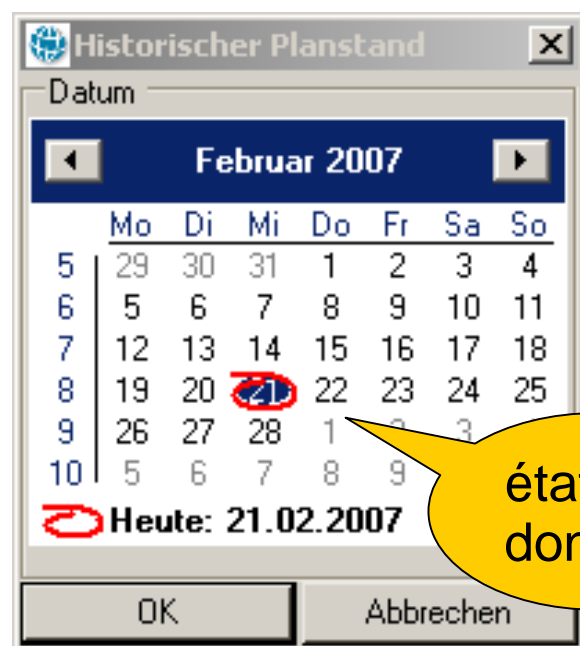 Historischer Planstand
Datum
Februar 2007
Mo Di Mi Do Fr Sa So
5 29 30 31 1 2 3 4
6 5 6 7 8 9 10 11
7 12 13 14 15 16 17 18
8 19 20 21 22 23 24 25
9 26 27 28 1 2 3
10 5 6 7 8 9
Heute: 21.02.2007
OK Abbrechen